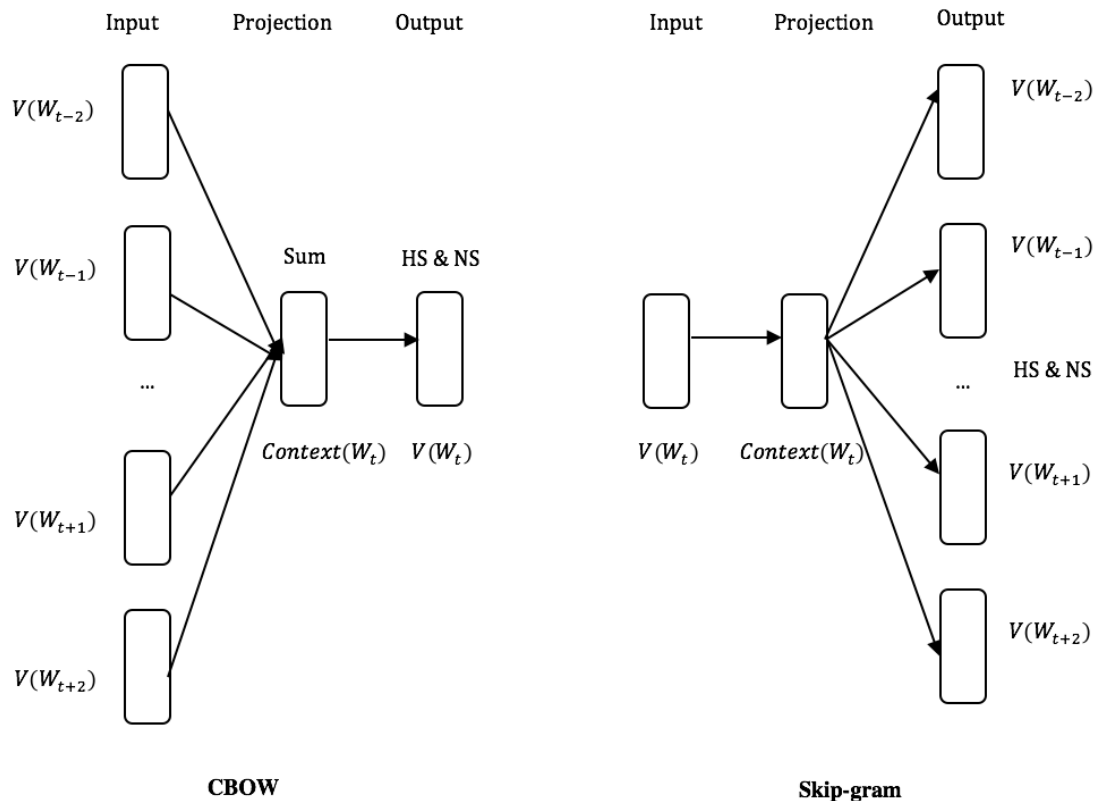 Input Projection Output
V(W_{t-2})
V(W_{t-1})
Sum HS & NS
...
Context(W_t) V(W_t)
V(W_{t+1})
V(W_{t+2})
CBOW
Input Projection Output
V(W_{t-2})
V(W_{t-1})
... HS & NS
V(W_t) Context(W_t)
V(W_{t+1})
V(W_{t+2})
Skip-gram